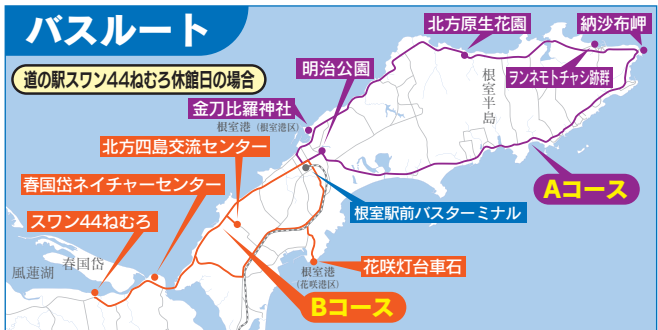 バスルート
道の駅スワン44ねむろ休館日の場合
北方原生花園
納沙布岬
明治公園
ヲンネモトチャシ跡群
金刀比羅神社
根室半島
根室港（根室港区）
北方四島交流センター
Aコース
春国岱ネイチャーセンター
根室駅前バスターミナル
スワン44ねむろ
春国岱
風蓮湖
花咲灯台車石
根室港
（花咲港区）
Bコース